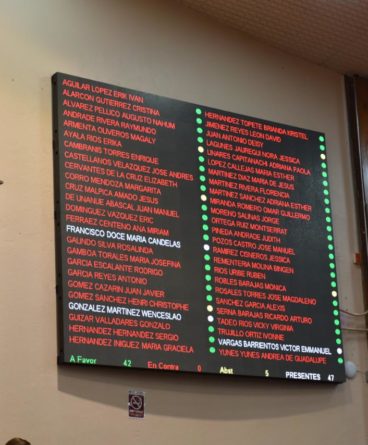 AGUILAR LOPEZ ERIK IVAN
ALARCON GUTIERREZ CRISTINA
ALVAREZ PELLICO AUGUSTO NAHUM
ANDRADE RIVERA RAYMUNDO
ARMENTA OLIVEROS MAGALY
AYALA RIOS ERIKA
CAMBRANIS TORRES ENRIQUE
CASTELLANOS VELAZQUEZ JOSE ANDRES
CERVANTES DE LA CRUZ ELIZABETH
CORRO MENDOZA MARGARITA
CRUZ MALPICA AMADO JESUS
DE UNANUE ABASCAL JUAN MANUEL
DOMINGUEZ VAZQUEZ ERIC
FERRAEZ CENTENO ANA MIRIAM
FRANCISCO DOCE MARIA CANDELAS
GALINDO SILVA ROSALINDA
GAMBOA TORALES MARIA JOSEFINA
GARCIA ESCALANTE RODRIGO
GARCIA REYES ANTONIO
GOMEZ CAZARIN JUAN JAVIER
GOMEZ SANCHEZ HENRI CHRISTOPHE
GONZALEZ MARTINEZ WENCESLAO
GUIZAR VALLADARES GONZALO
HERNANDEZ HERNANDEZ SERGIO
HERNANDEZ IÑIGUEZ MARIA GRACIELA
HERNANDEZ TOPETE BRIANDA KRISTEL
JIMENEZ REYES LEON DAVID
JUAN ANTONIO DEISY
LAGUNES JAUREGUI NORA JESSICA
LINARES CAPITANACHI ADRIANA PAOLA
LOPEZ CALLEJAS MARIA ESTHER
MARTINEZ DIAZ MARIA DE JESUS
MARTINEZ RIVERA FLORENCIA
MARTINEZ SANCHEZ ADRIANA ESTHER
MIRANDA ROMERO OMAR GUILLERMO
MORENO SALINAS JORGE
ORTEGA RUIZ MONTSERRAT
PINEDA ANDRADE JUDITH
POZOS CASTRO JOSE MANUEL
RAMIREZ CISNEROS JESSICA
REMENTERIA MOLINA BINGEN
RIOS URIBE RUBEN
ROBLES BARAJAS MONICA
ROSALES TORRES JOSE MAGDALENO
SANCHEZ GARCIA ALEXIS
SERNA BARAJAS RICARDO ARTURO
TADEO RIOS VICKY VIRGINIA
TRUJILLO ORTIZ IVONNE
VARGAS BARRIENTOS VICTOR EMMANUEL
YUNES YUNES ANDREA DE GUADALUPE
A Favor 42 En Contra 0 Abst 5 PRESENTES 47